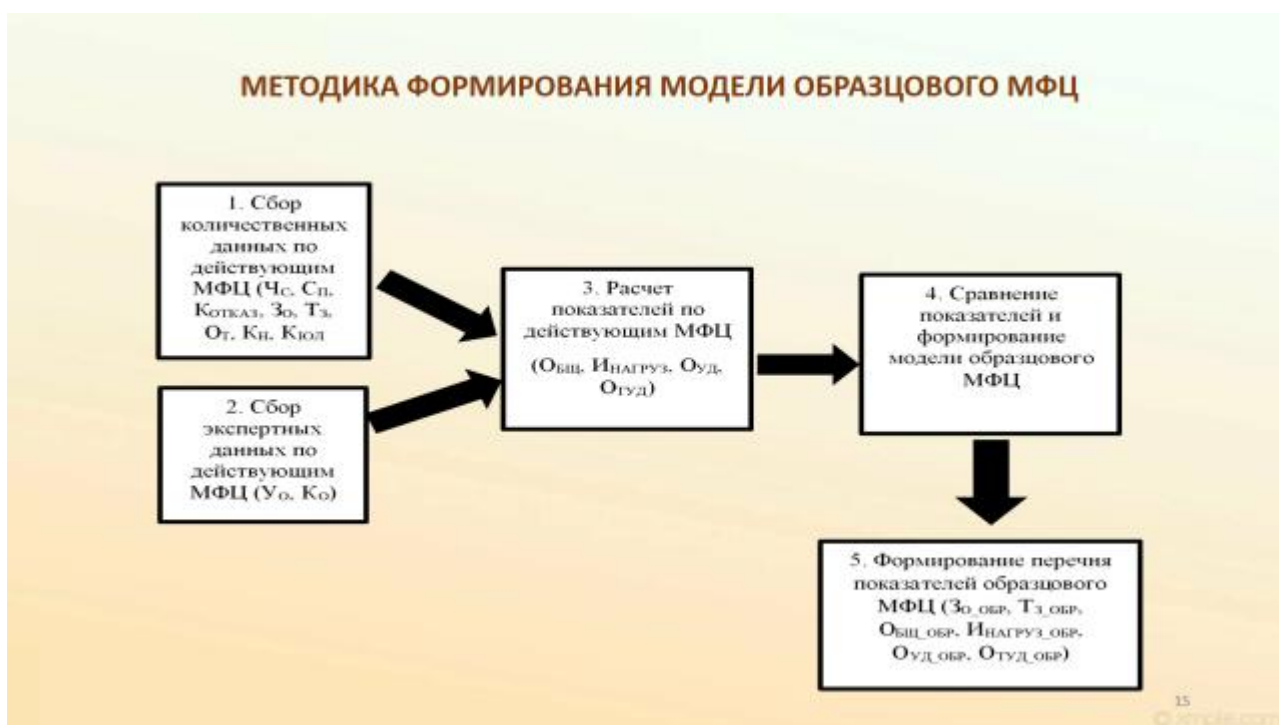 МЕТОДИКА ФОРМИРОВАНИЯ МОДЕЛИ ОБРАЗЦОВОГО МФЦ
1. Сбор
количественных
данных по
действующим
МФЦ (ЧС, СП,
КОТКАЗ, ЗО, ТЗ,
ОТ, КН, КЮЛ
2. Сбор
экспертных
данных по
действующим
МФЦ (УО, КО)
3. Расчет
показателей по
действующим МФЦ
(ОБЩ, ИНАГРУЗ, ОУД,
ОТУД)
4. Сравнение
показателей и
формирование
модели образцового
МФЦ
5. Формирование перечня
показателей образцового
МФЦ (ЗО_ОБР, ТЗ_ОБР,
ОБЩ_ОБР, ИНАГРУЗ_ОБР,
ОУД_ОБР, ОТУД_ОБР)
15